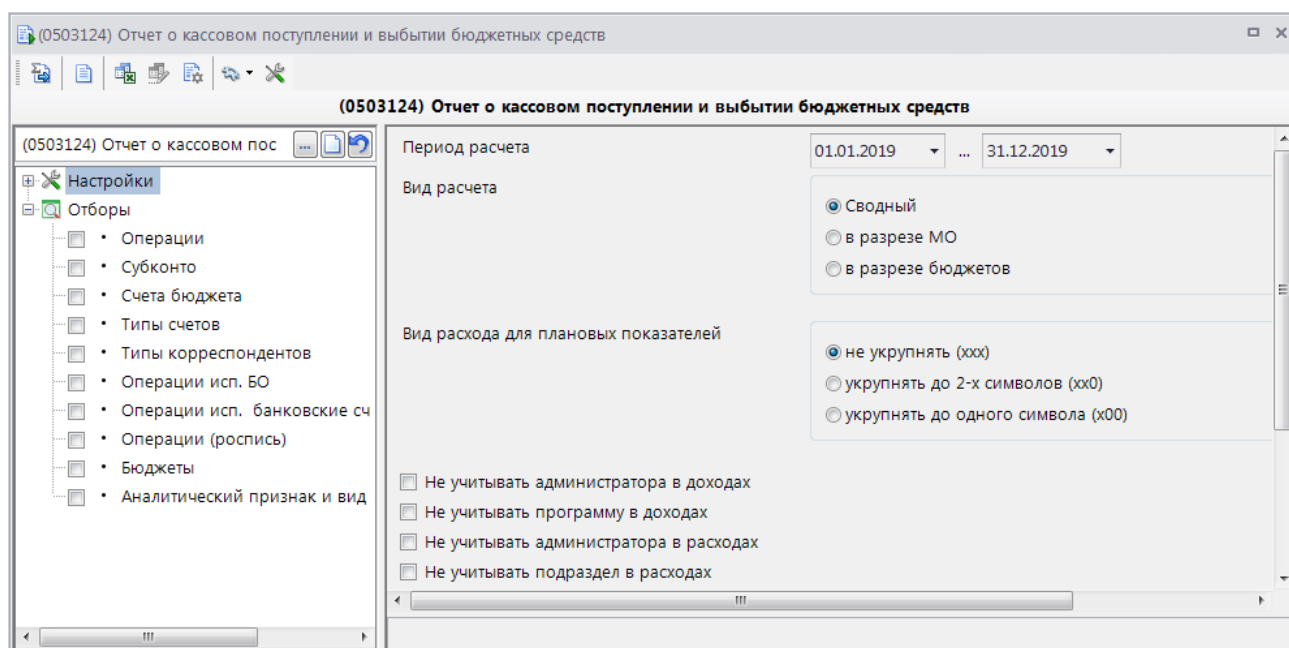 (0503124) Отчет о кассовом поступлении и выбытии бюджетных средств
(0503124) Отчет о кассовом поступлении и выбытии бюджетных средств
(0503124) Отчет о кассовом пос ...
Настройки
Отборы
• Операции
• Субконто
• Счета бюджета
• Типы счетов
• Типы корреспондентов
• Операции исп. БО
• Операции исп. банковские сч
• Операции (роспись)
• Бюджеты
• Аналитический признак и вид
Период расчета 01.01.2019 ... 31.12.2019
Вид расчета
Сводный
в разрезе МО
в разрезе бюджетов
Вид расхода для плановых показателей
не укрупнять (xxx)
укрупнять до 2-х символов (xx0)
укрупнять до одного символа (x00)
Не учитывать администратора в доходах
Не учитывать программу в доходах
Не учитывать администратора в расходах
Не учитывать подраздел в расходах